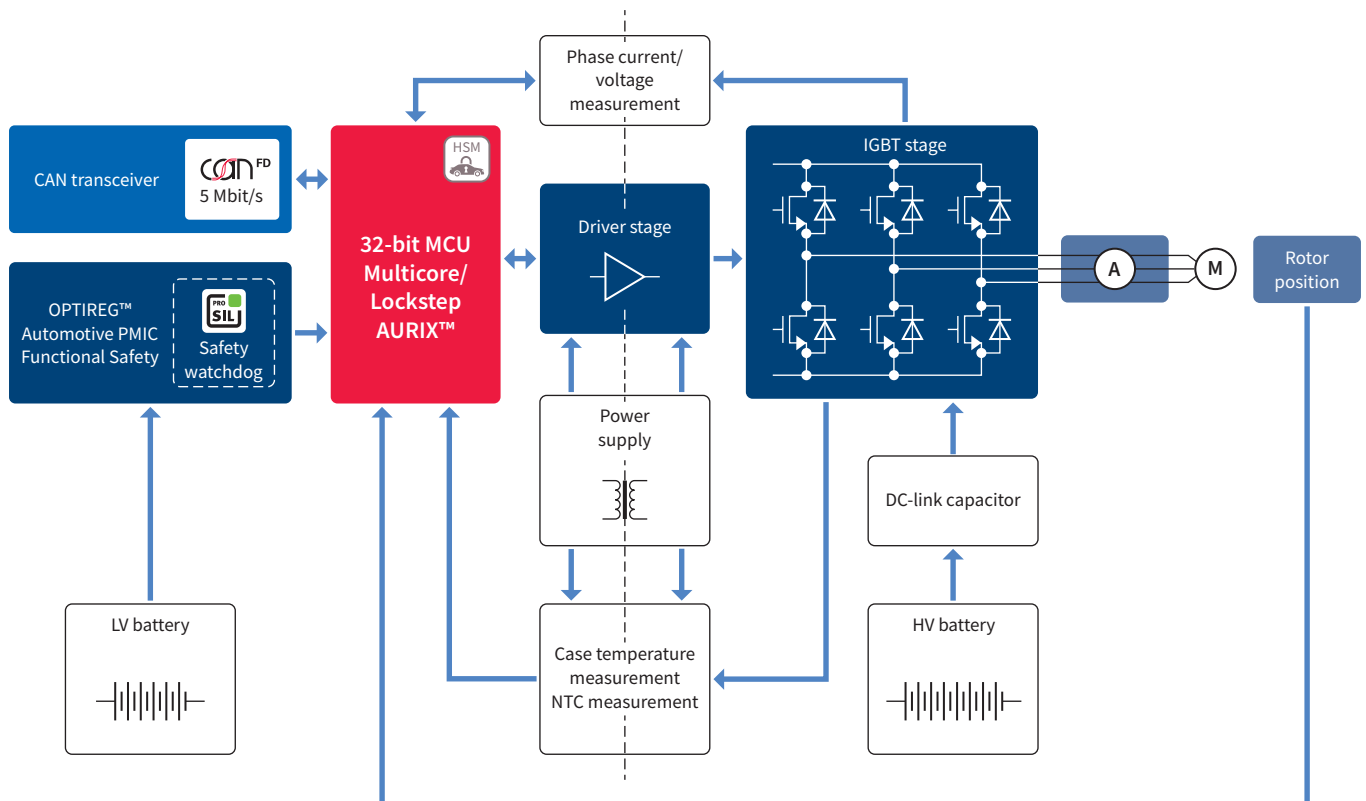 Phase current/
voltage
measurement
CAN transceiver
CAN FD
5 Mbit/s
HSM
32-bit MCU
Multicore/
Lockstep
AURIX™
Driver stage
IGBT stage
A
M
Rotor
position
OPTIREG™
Automotive PMIC
Functional Safety
PRO
SIL
Safety
watchdog
Power
supply
DC-link capacitor
LV battery
Case temperature
measurement
NTC measurement
HV battery